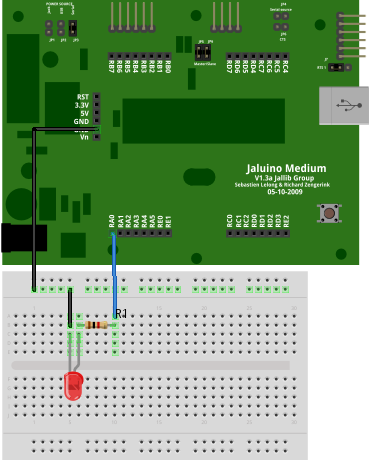 POWER SOURCE
JP4
Serial source
JP1
JP2
JP3
JP5
JP6
Master/Slave
RB7
RB6
RB5
RB4
RB3
RB2
RB1
RB0
RD7
RD6
RD5
RD4
RC7
RC6
RC5
RC4
RST
3.3V
5V
GND
GND
Vn
Jaluino Medium
V1.3a Jallib Group
Sebastien Lelong & Richard Zengerink
05-10-2009
RA0
RA1
RA2
RA3
RA4
RA5
RE0
RE1
RC0
RC1
RC2
RD0
RD1
RD2
RD3
RE2
R1